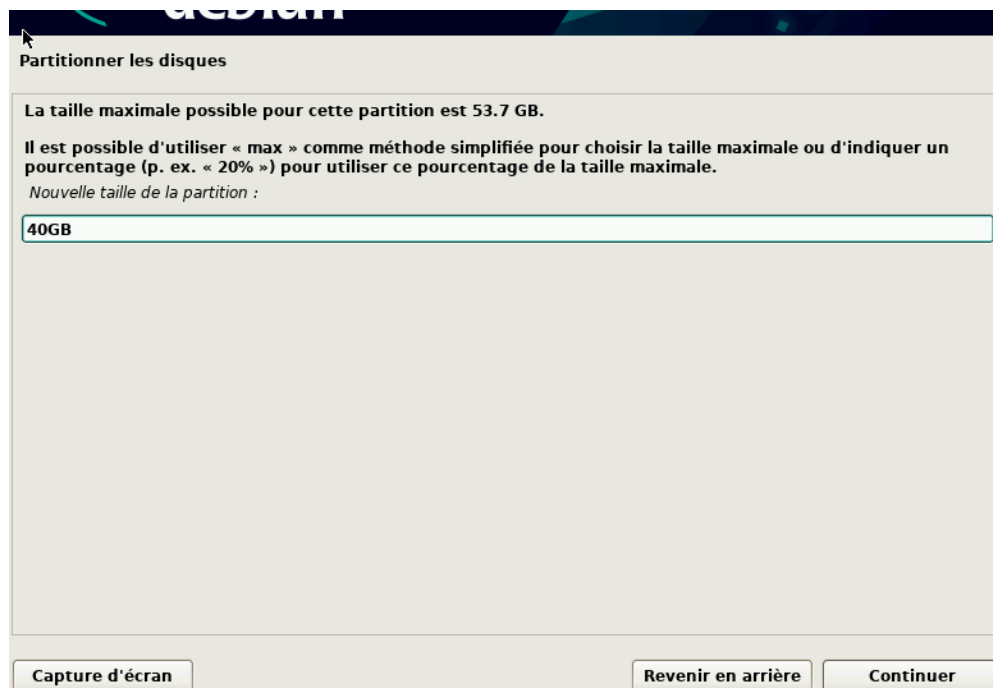 debian
Partitionner les disques
La taille maximale possible pour cette partition est 53.7 GB.
Il est possible d'utiliser « max » comme méthode simplifiée pour choisir la taille maximale ou d'indiquer un
pourcentage (p. ex. « 20% ») pour utiliser ce pourcentage de la taille maximale.
Nouvelle taille de la partition :
40GB
Capture d'écran
Revenir en arrière
Continuer